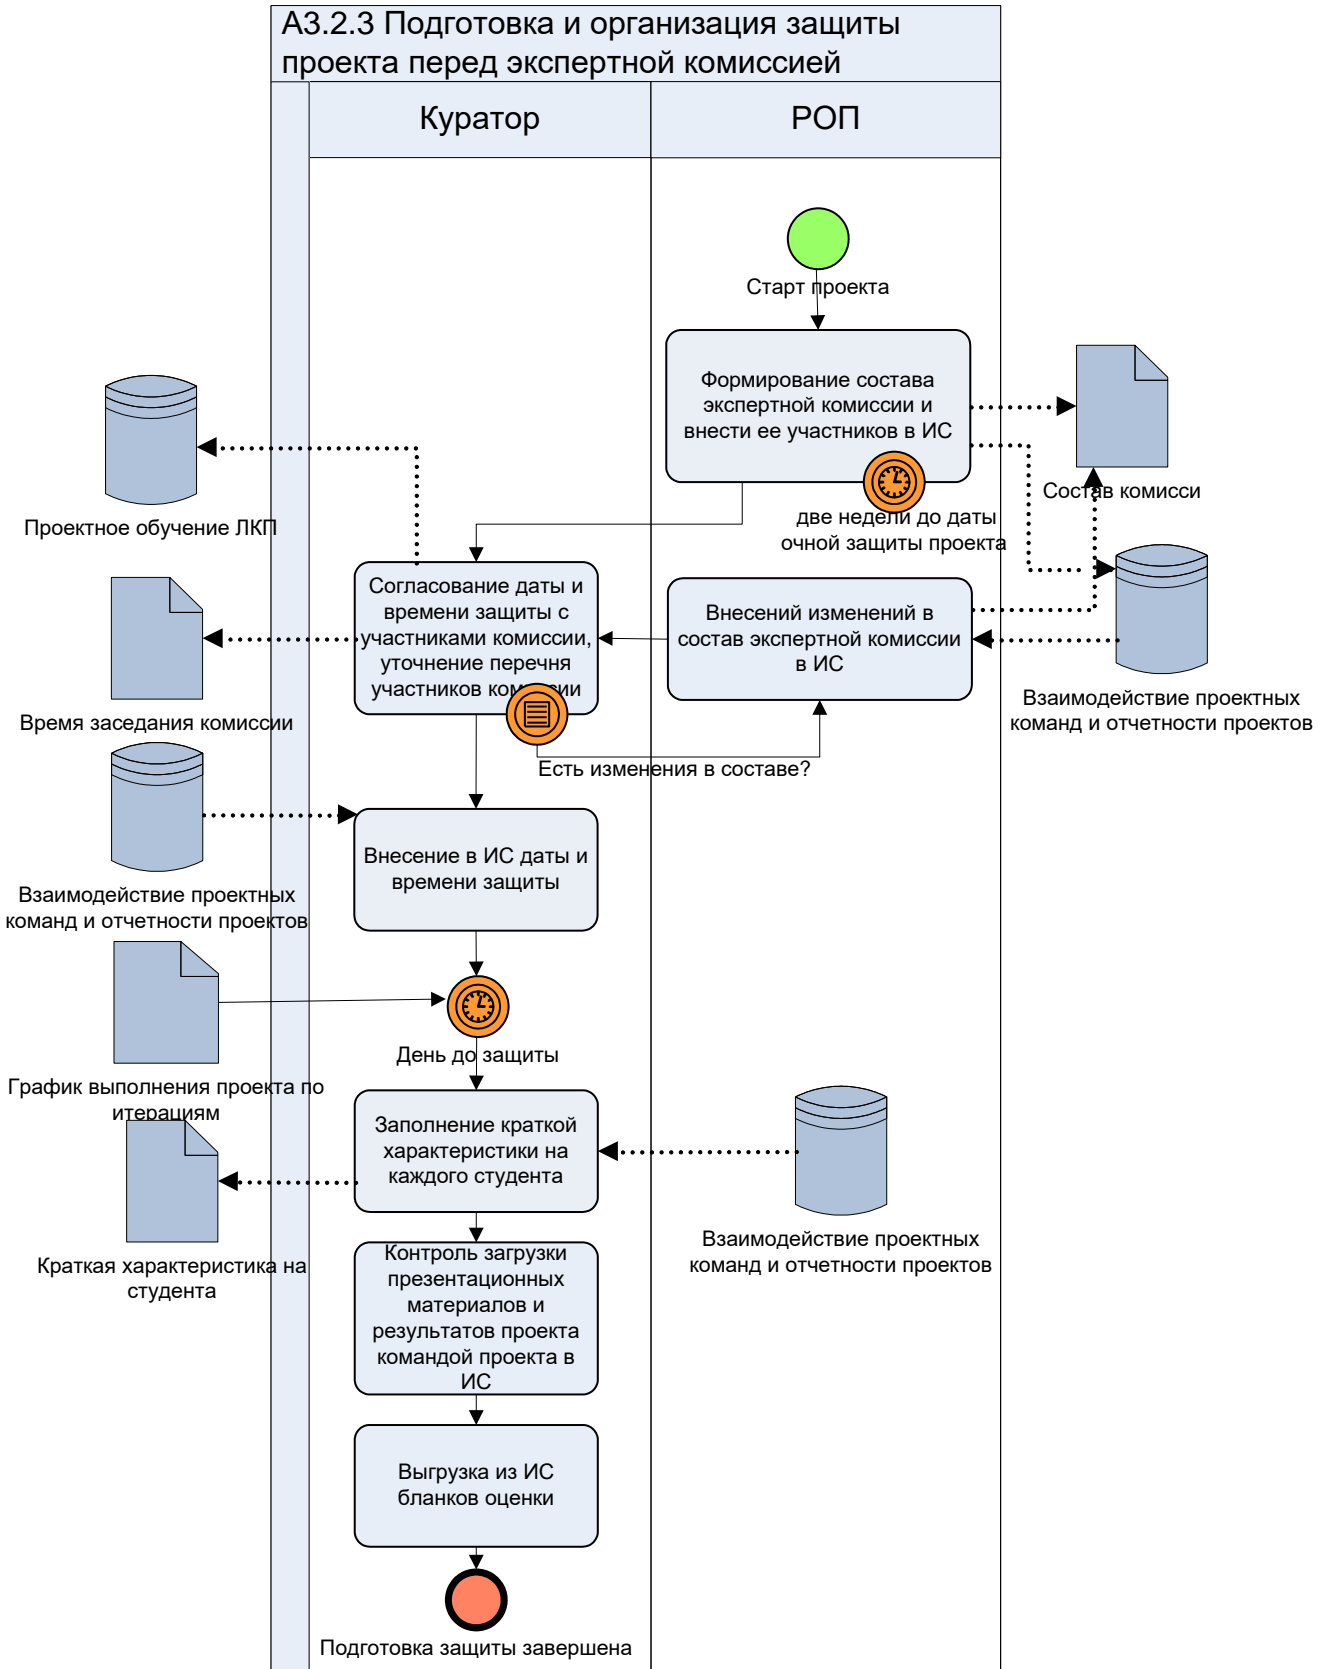 А3.2.3 Подготовка и организация защиты
проекта перед экспертной комиссией
Куратор
РОП
Старт проекта
Формирование состава
экспертной комиссии и
внести ее участников в ИС
Состав комисси
две недели до даты
очной защиты проекта
Проектное обучение ЛКП
Согласование даты и
времени защиты с
участниками комиссии,
уточнение перечня
участников комиссии
Внесений изменений в
состав экспертной комиссии
в ИС
Взаимодействие проектных
команд и отчетности проектов
Время заседания комиссии
Есть изменения в составе?
Внесение в ИС даты и
времени защиты
Взаимодействие проектных
команд и отчетности проектов
День до защиты
График выполнения проекта по
итерациям
Заполнение краткой
характеристики на
каждого студента
Взаимодействие проектных
команд и отчетности проектов
Краткая характеристика на
студента
Контроль загрузки
презентационных
материалов и
результатов проекта
командой проекта в
ИС
Выгрузка из ИС
бланков оценки
Подготовка защиты завершена